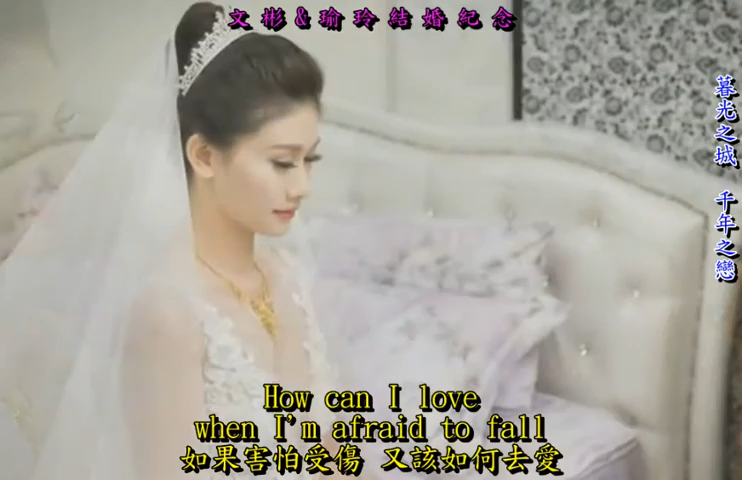 文彬&瑜玲結婚紀念
暮光之城 千年之戀
How can I love
when I'm afraid to fall
如果害怕受傷 又該如何去愛